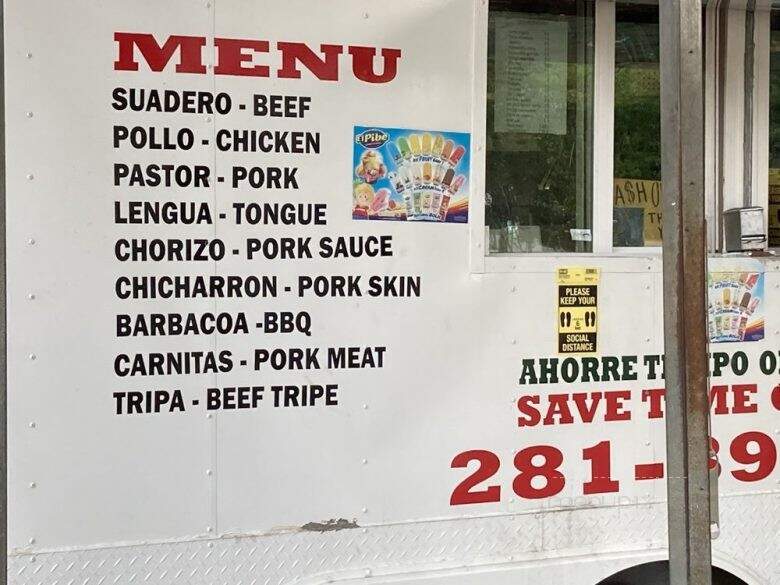 MENU
SUADERO - BEEF
POLLO - CHICKEN
PASTOR - PORK
LENGUA - TONGUE
CHORIZO - PORK SAUCE
CHICHARRON - PORK SKIN
BARBACOA -BBQ
CARNITAS - PORK MEAT
TRIPA - BEEF TRIPE
El Pibe
PLEASE
KEEP YOUR
SOCIAL
DISTANCE
AHORRE
SAVE
281- 9